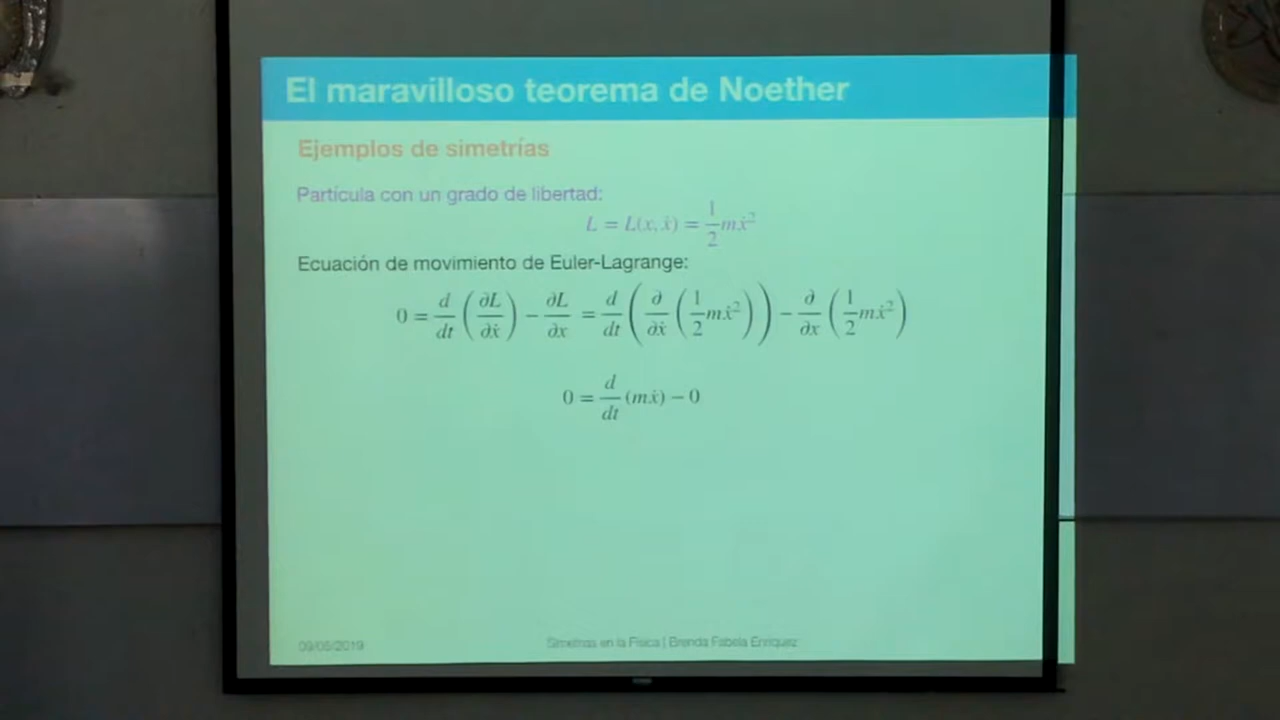 El maravilloso teorema de Noether
Ejemplos de simetrías
Partícula con un grado de libertad:
L = L(x, ẋ) = 1/2 mẋ²
Ecuación de movimiento de Euler-Lagrange:
0 = d/dt (∂L/∂ẋ) − ∂L/∂x = d/dt (∂/∂ẋ (1/2 mẋ²)) − ∂/∂x (1/2 mẋ²)
0 = d/dt (mẋ) − 0
09/05/2019
Simetrías en la Física | Brenda Fabela Enríquez